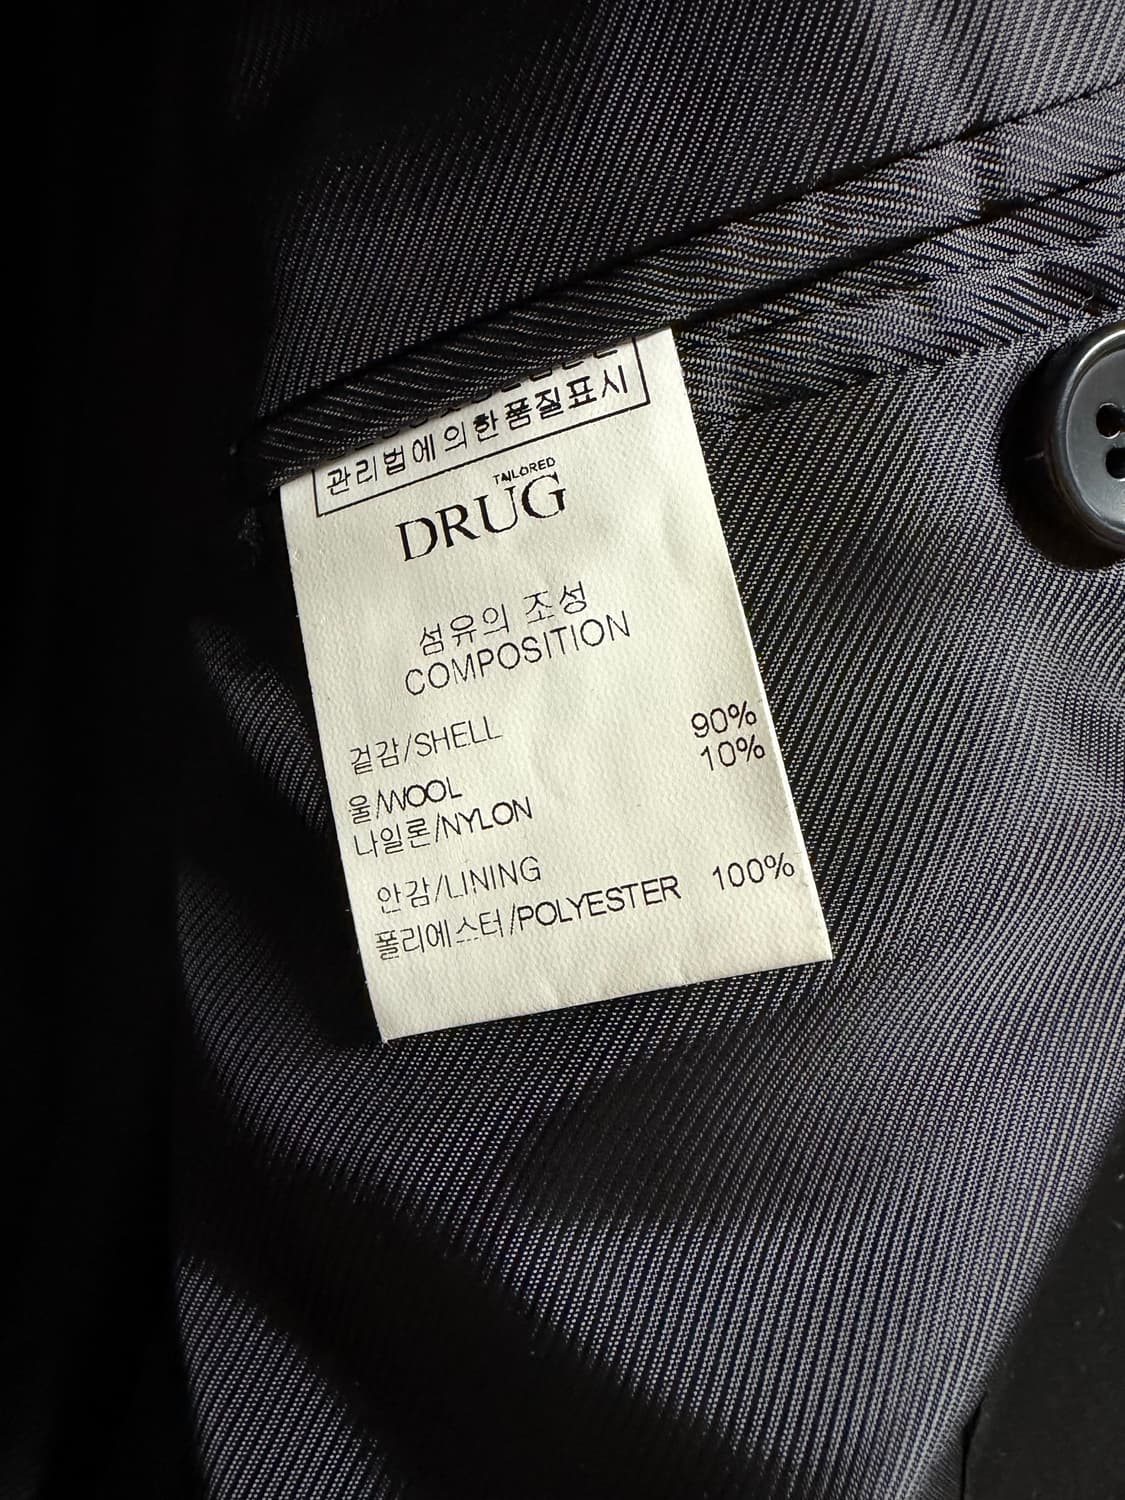 관리법에의한품질표시
TAILORED
DRUG
섬유의 조성
COMPOSITION
겉감/SHELL
90%
울/WOOL
10%
나일론/NYLON
안감/LINING
폴리에스터/POLYESTER 100%